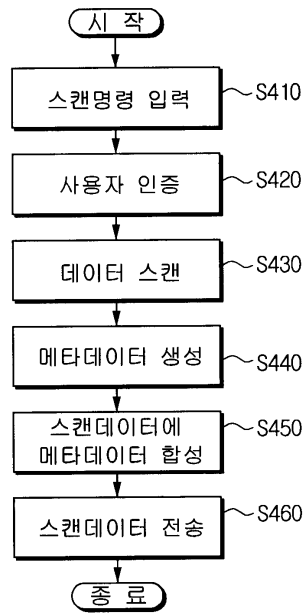 시 작
스캔명령 입력
S410
사용자 인증
S420
데이터 스캔
S430
메타데이터 생성
S440
스캔데이터에
메타데이터 합성
S450
스캔데이터 전송
S460
종 료